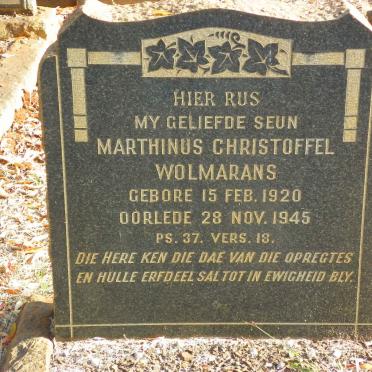 HIER RUS
MY GELIEFDE SEUN
MARTHINUS CHRISTOFFEL
WOLMARANS
GEBORE 15 FEB. 1920
OORLEDE 28 NOV. 1945
PS. 37. VERS. 18.
DIE HERE KEN DIE DAE VAN DIE OPREGTES
EN HULLE ERFDEEL SAL TOT IN EWIGHEID BLY.